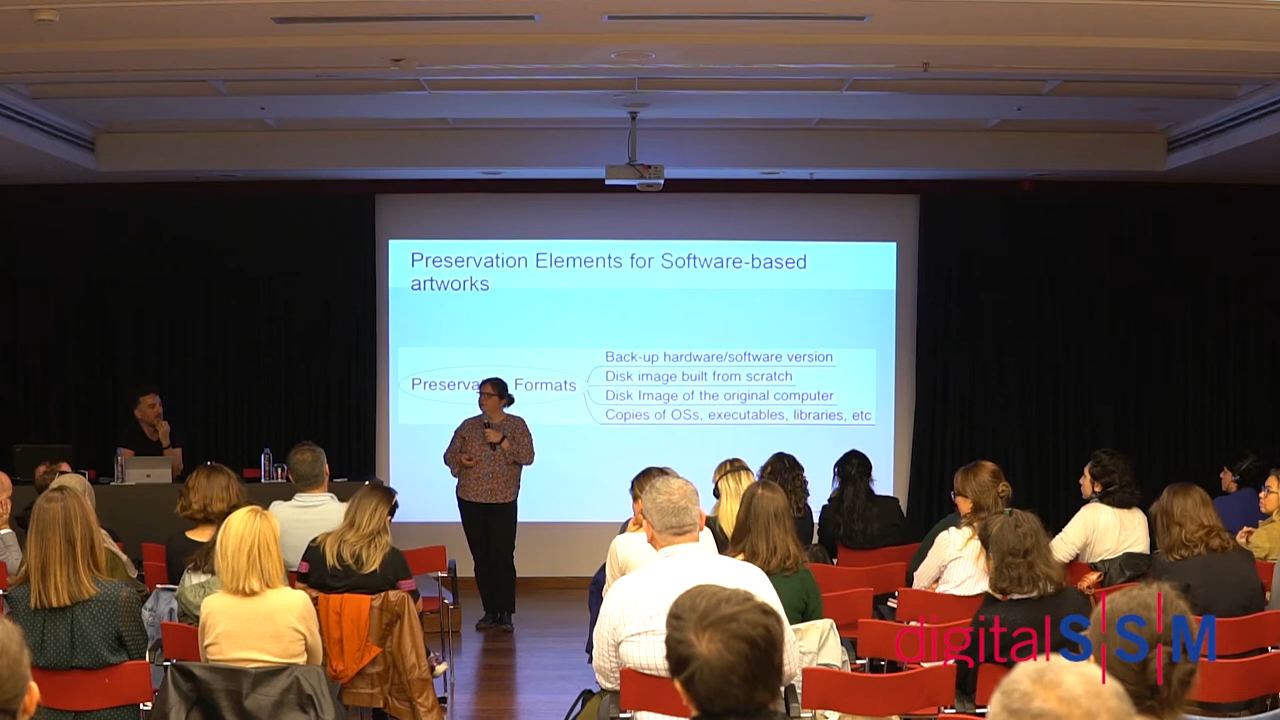 Preservation Elements for Software-based
artworks
Back-up hardware/software version
Disk image built from scratch
Preserva Formats
Disk Image of the original computer
Copies of OSs, executables, libraries, etc
digitalSSM